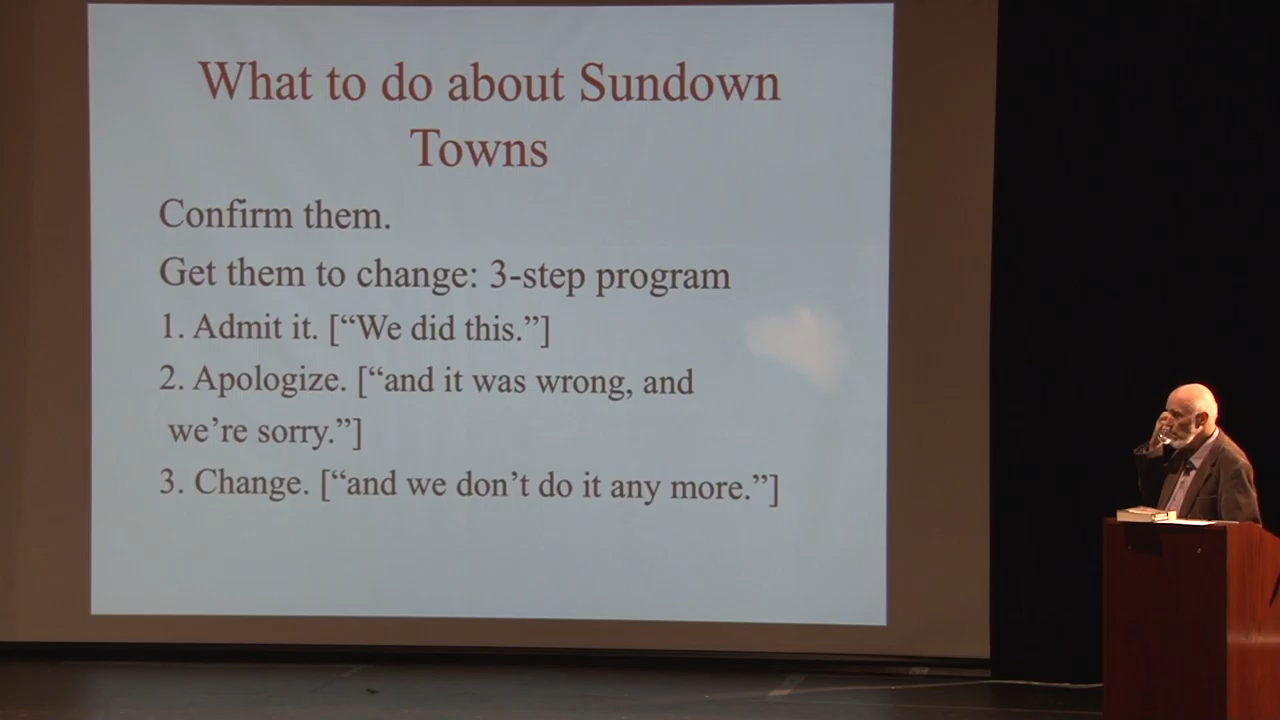 What to do about Sundown
Towns
Confirm them.
Get them to change: 3-step program
1. Admit it. [“We did this.”]
2. Apologize. [“and it was wrong, and
we’re sorry.”]
3. Change. [“and we don’t do it any more.”]